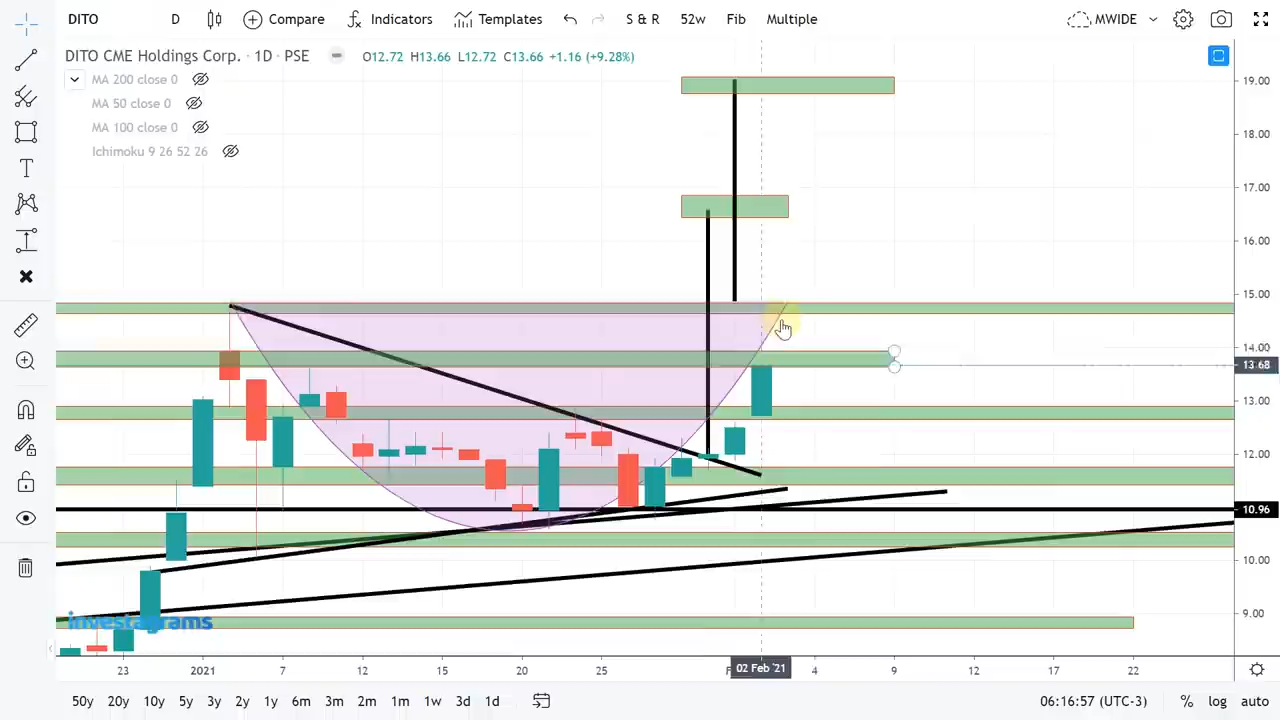 DITO D Compare Indicators Templates S & R 52w Fib Multiple MWIDE
DITO CME Holdings Corp. · 1D · PSE O12.72 H13.66 L12.72 C13.66 +1.16 (+9.28%)
MA 200 close 0
MA 50 close 0
MA 100 close 0
Ichimoku 9 26 52 26
19.00
18.00
17.00
16.00
15.00
14.00
13.68
13.00
12.00
10.96
10.00
9.00
investagrams
23 2021 7 12 15 20 25 F 02 Feb '21 4 9 12 17 22
50y 20y 10y 5y 3y 2y 1y 6m 3m 2m 1m 1w 3d 1d 06:16:57 (UTC-3) % log auto